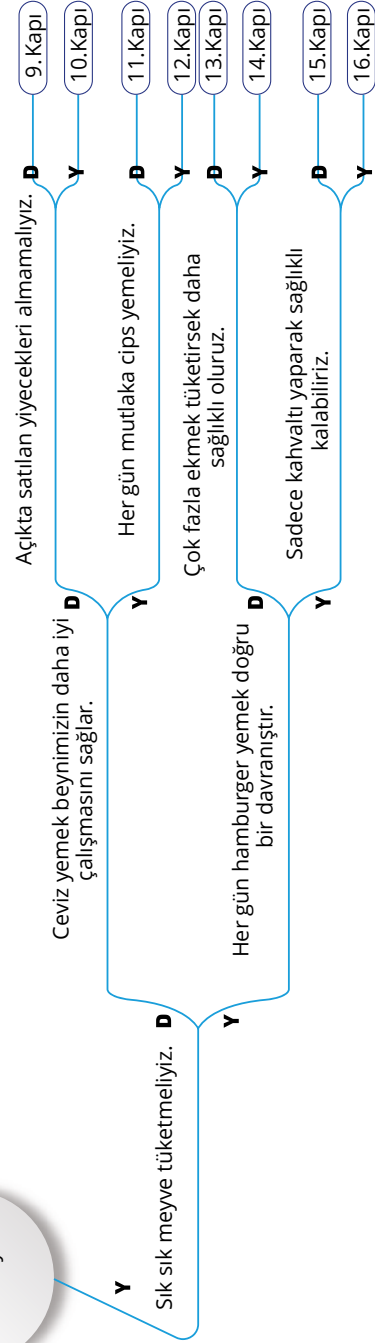 Y
Sık sık meyve tüketmeliyiz.
D
Y
Ceviz yemek beynimizin daha iyi
çalışmasını sağlar.
D
Y
Her gün hamburger yemek doğru
bir davranıştır.
D
Y
Açıkta satılan yiyecekleri almamalıyız.
D
Y
Her gün mutlaka cips yemeliyiz.
D
Y
Çok fazla ekmek tüketirsek daha
sağlıklı oluruz.
D
Y
Sadece kahvaltı yaparak sağlıklı
kalabiliriz.
D
Y
9.Kapı
10.Kapı
11.Kapı
12.Kapı
13.Kapı
14.Kapı
15.Kapı
16.Kapı